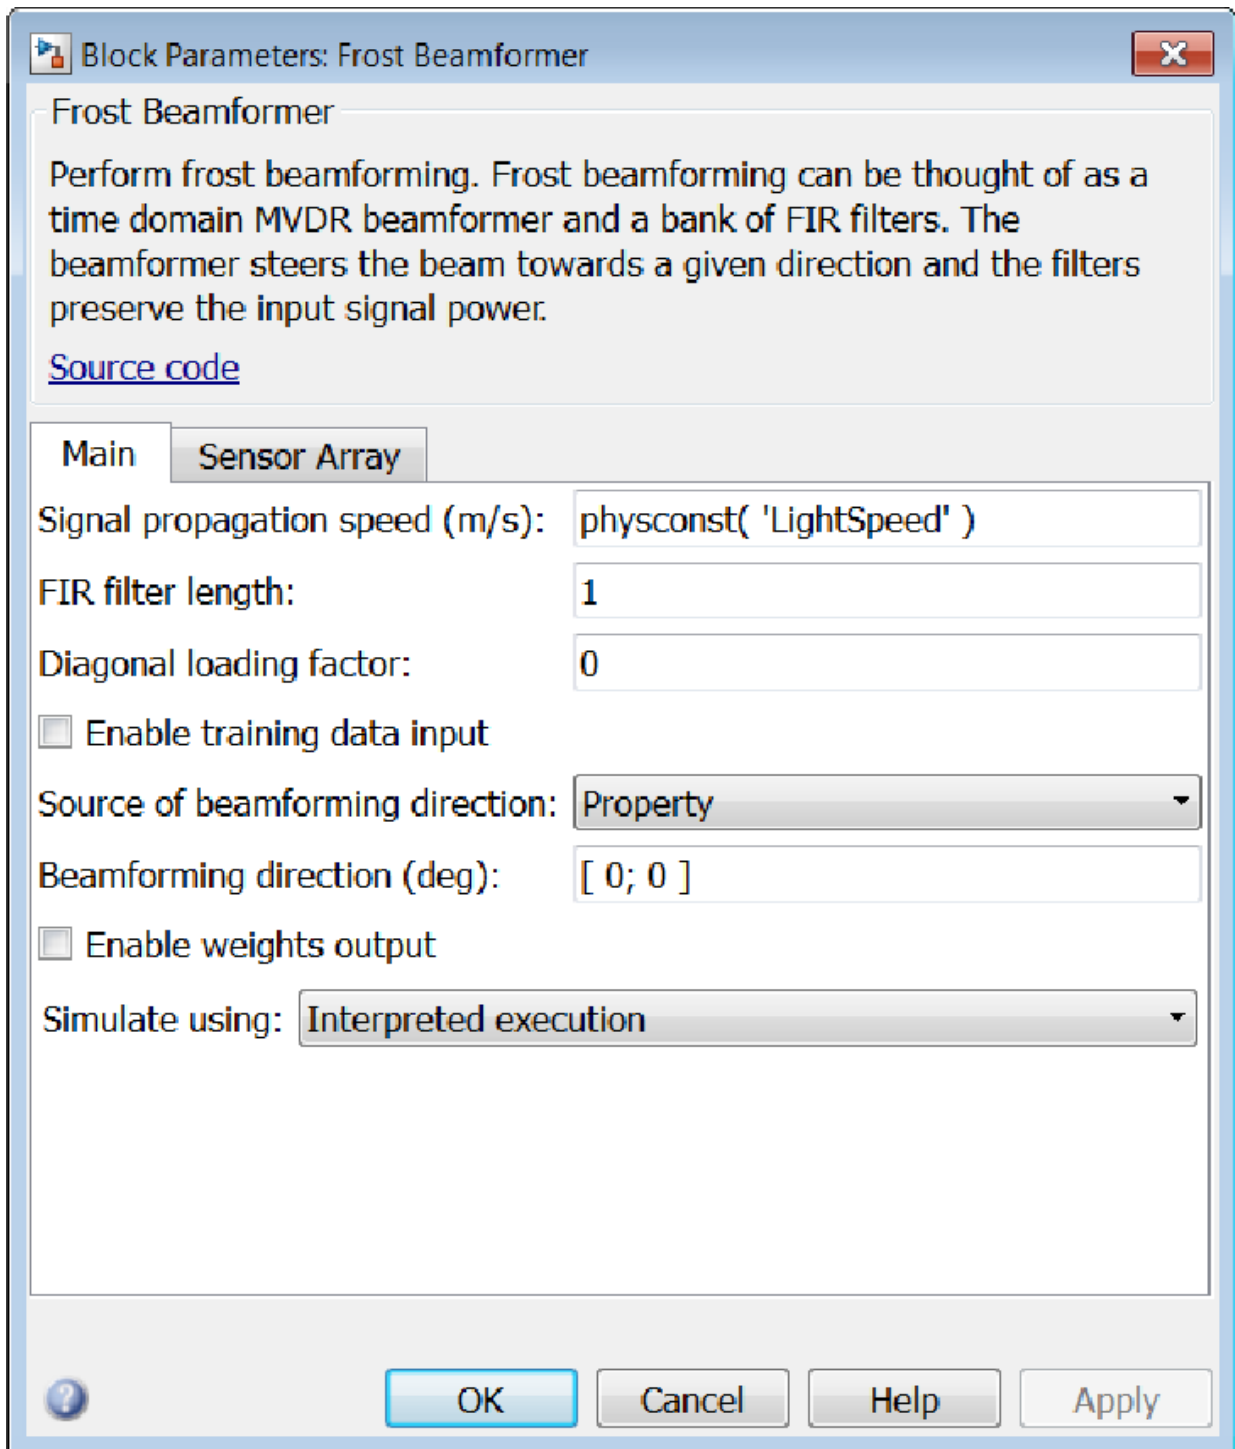 Block Parameters: Frost Beamformer
Frost Beamformer
Perform frost beamforming. Frost beamforming can be thought of as a
time domain MVDR beamformer and a bank of FIR filters. The
beamformer steers the beam towards a given direction and the filters
preserve the input signal power.
Source code
Main Sensor Array
Signal propagation speed (m/s): physconst( 'LightSpeed' )
FIR filter length: 1
Diagonal loading factor: 0
Enable training data input
Source of beamforming direction: Property
Beamforming direction (deg): [ 0; 0 ]
Enable weights output
Simulate using: Interpreted execution
? OK Cancel Help Apply